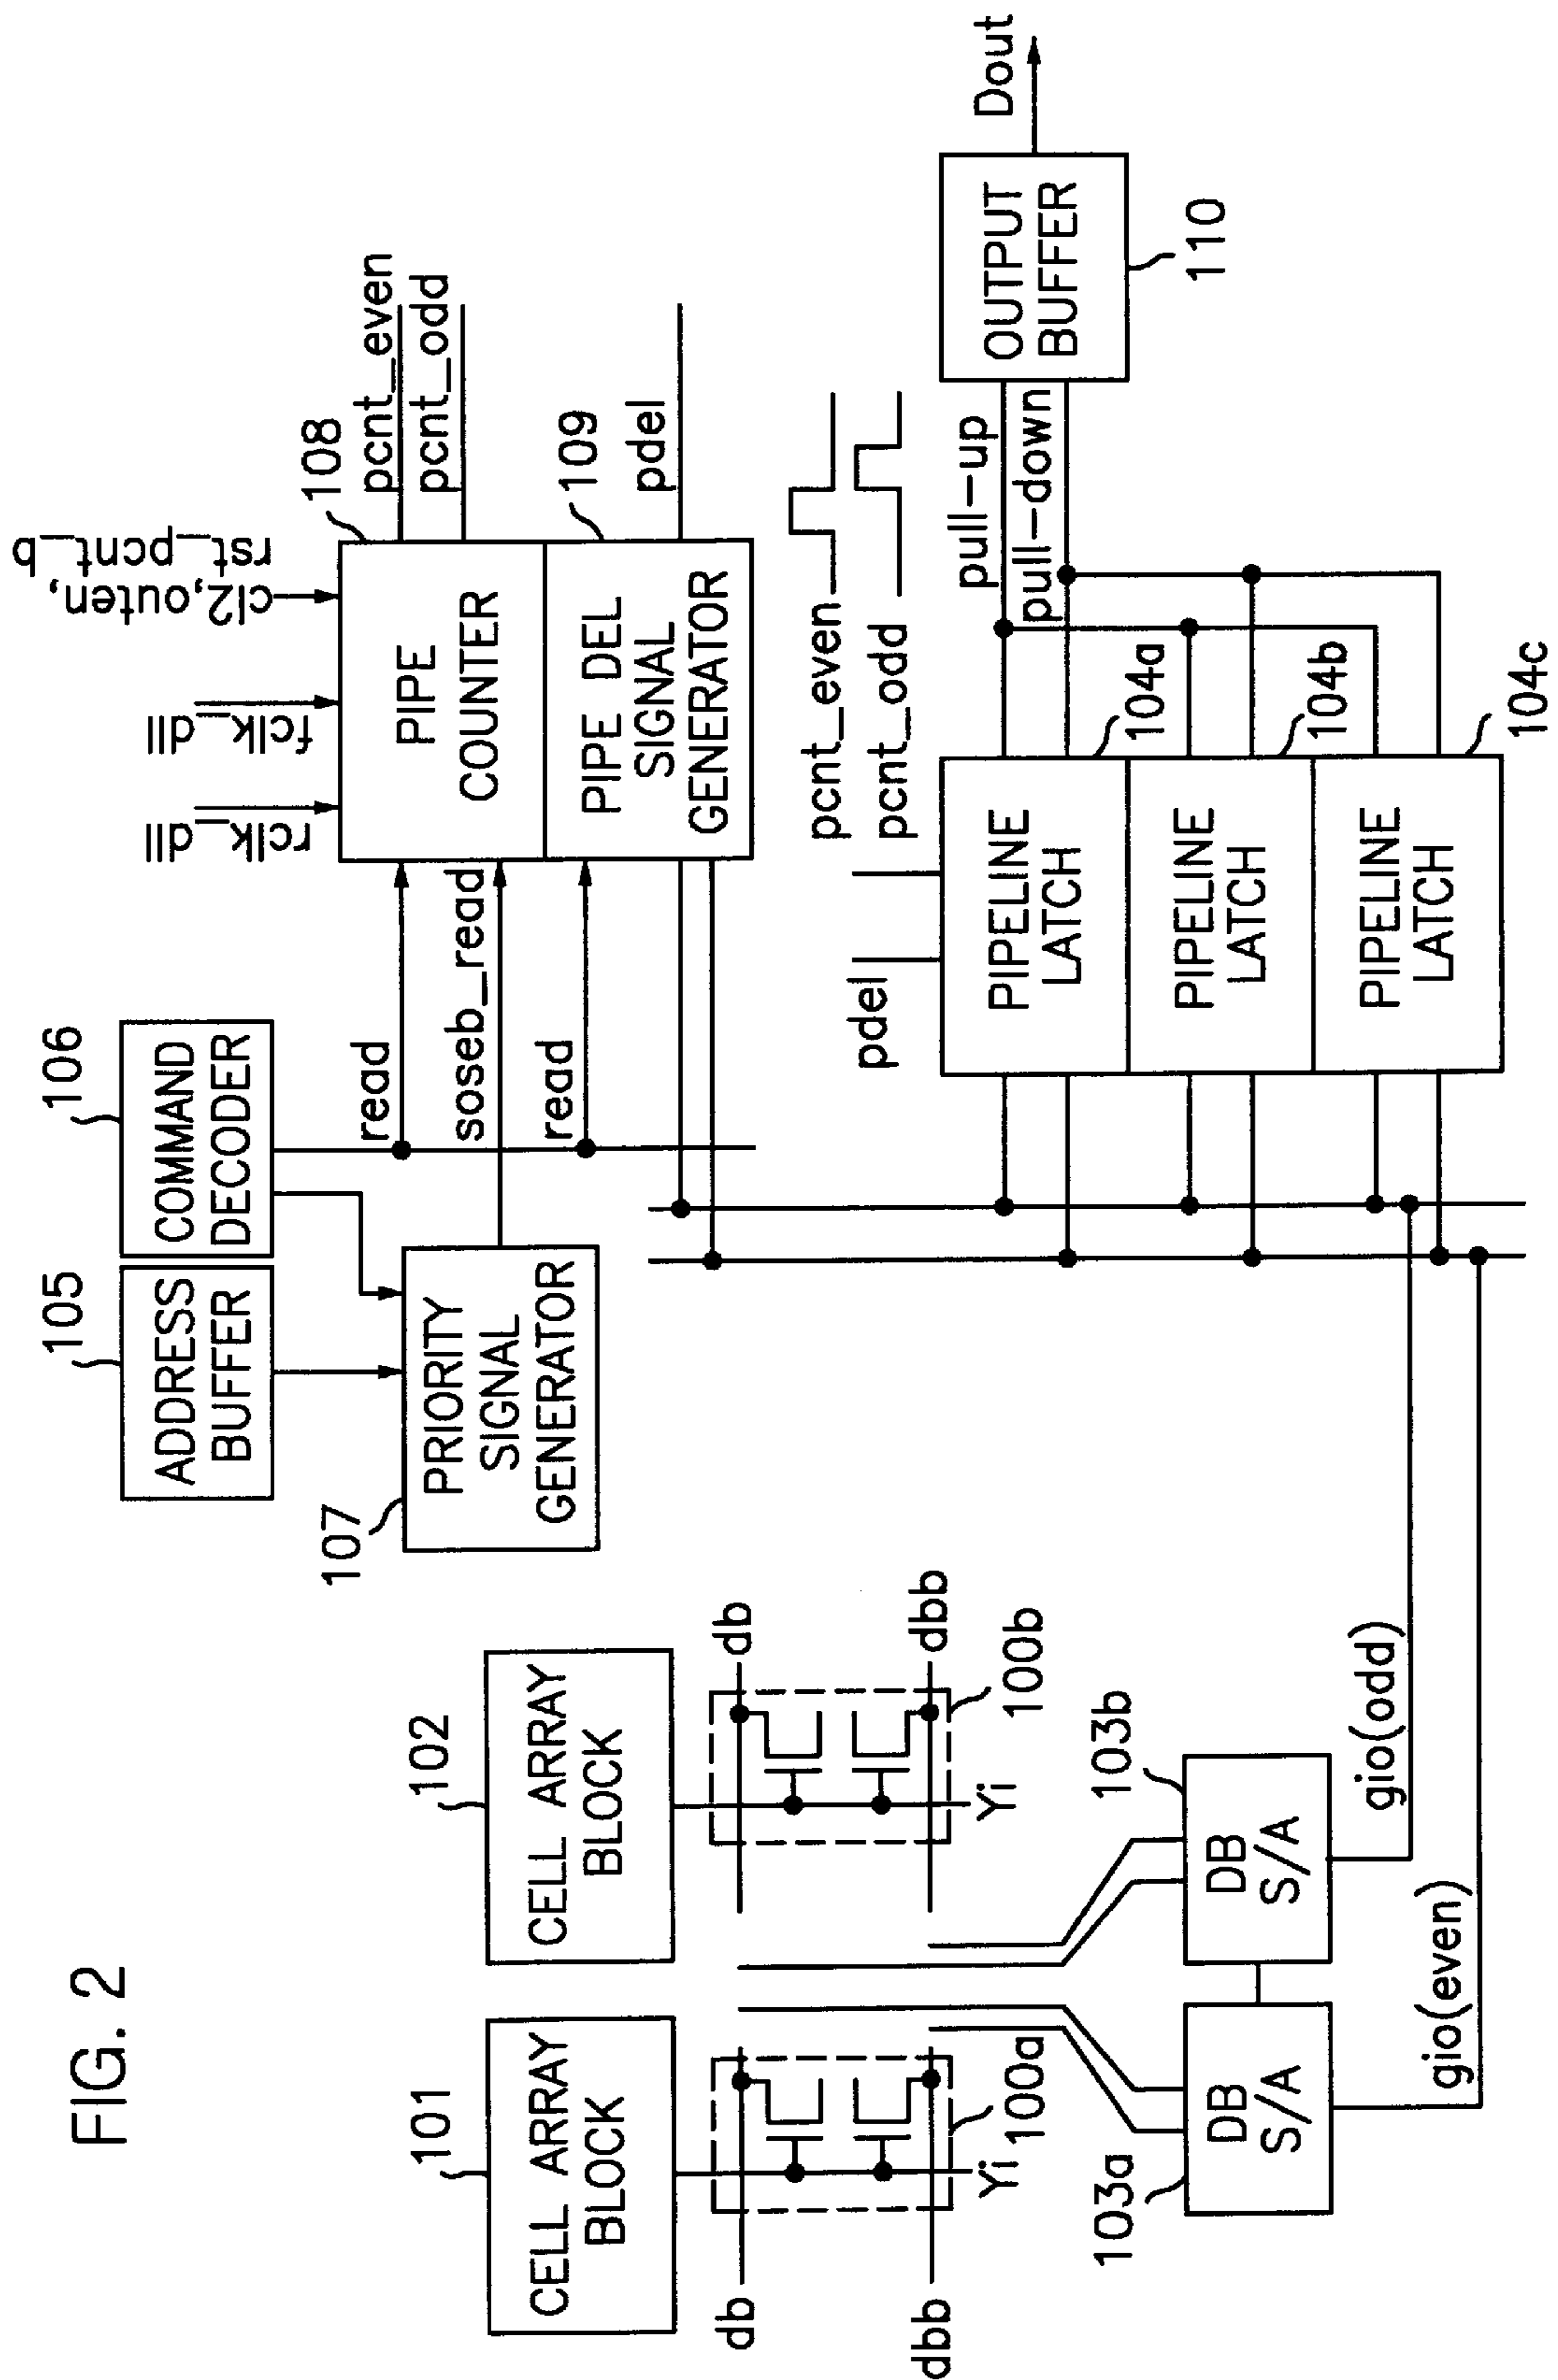 FIG. 2
101
CELL ARRAY
BLOCK
102
CELL ARRAY
BLOCK
db
dbb
Yi
100a
db
dbb
Yi
100b
103a
DB
S/A
103b
DB
S/A
gio(even)
gio(odd)
105
ADDRESS
BUFFER
106
COMMAND
DECODER
107
PRIORITY
SIGNAL
GENERATOR
read
soseb_read
read
rclk_dll
fclk_dll
cl2,outen,
rst_pcnt_b
108
PIPE
COUNTER
pcnt_even
pcnt_odd
109
PIPE DEL
SIGNAL
GENERATOR
pdel
pdel
pcnt_even
pcnt_odd
PIPELINE
LATCH
104a
PIPELINE
LATCH
104b
PIPELINE
LATCH
104c
pull-up
pull-down
OUTPUT
BUFFER
110
Dout